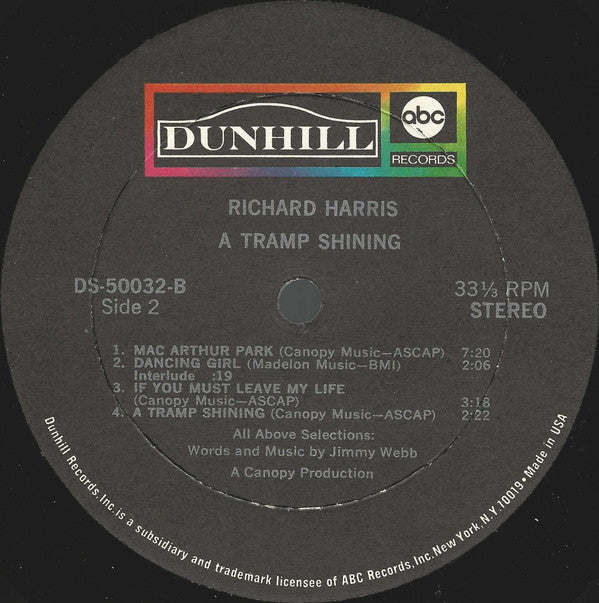 DUNHILL
abc
RECORDS
RICHARD HARRIS
A TRAMP SHINING
DS-50032-B
Side 2
33⅓ RPM
STEREO
1. MAC ARTHUR PARK (Canopy Music—ASCAP) 7:20
2. DANCING GIRL (Madelon Music—BMI) 2:06
Interlude :19
3. IF YOU MUST LEAVE MY LIFE
(Canopy Music—ASCAP) 3:18
4. A TRAMP SHINING (Canopy Music—ASCAP) 2:22
All Above Selections:
Words and Music by Jimmy Webb
A Canopy Production
Dunhill Records, Inc. is a subsidiary and trademark licensee of ABC Records, Inc. New York, N.Y. 10019 • Made in USA